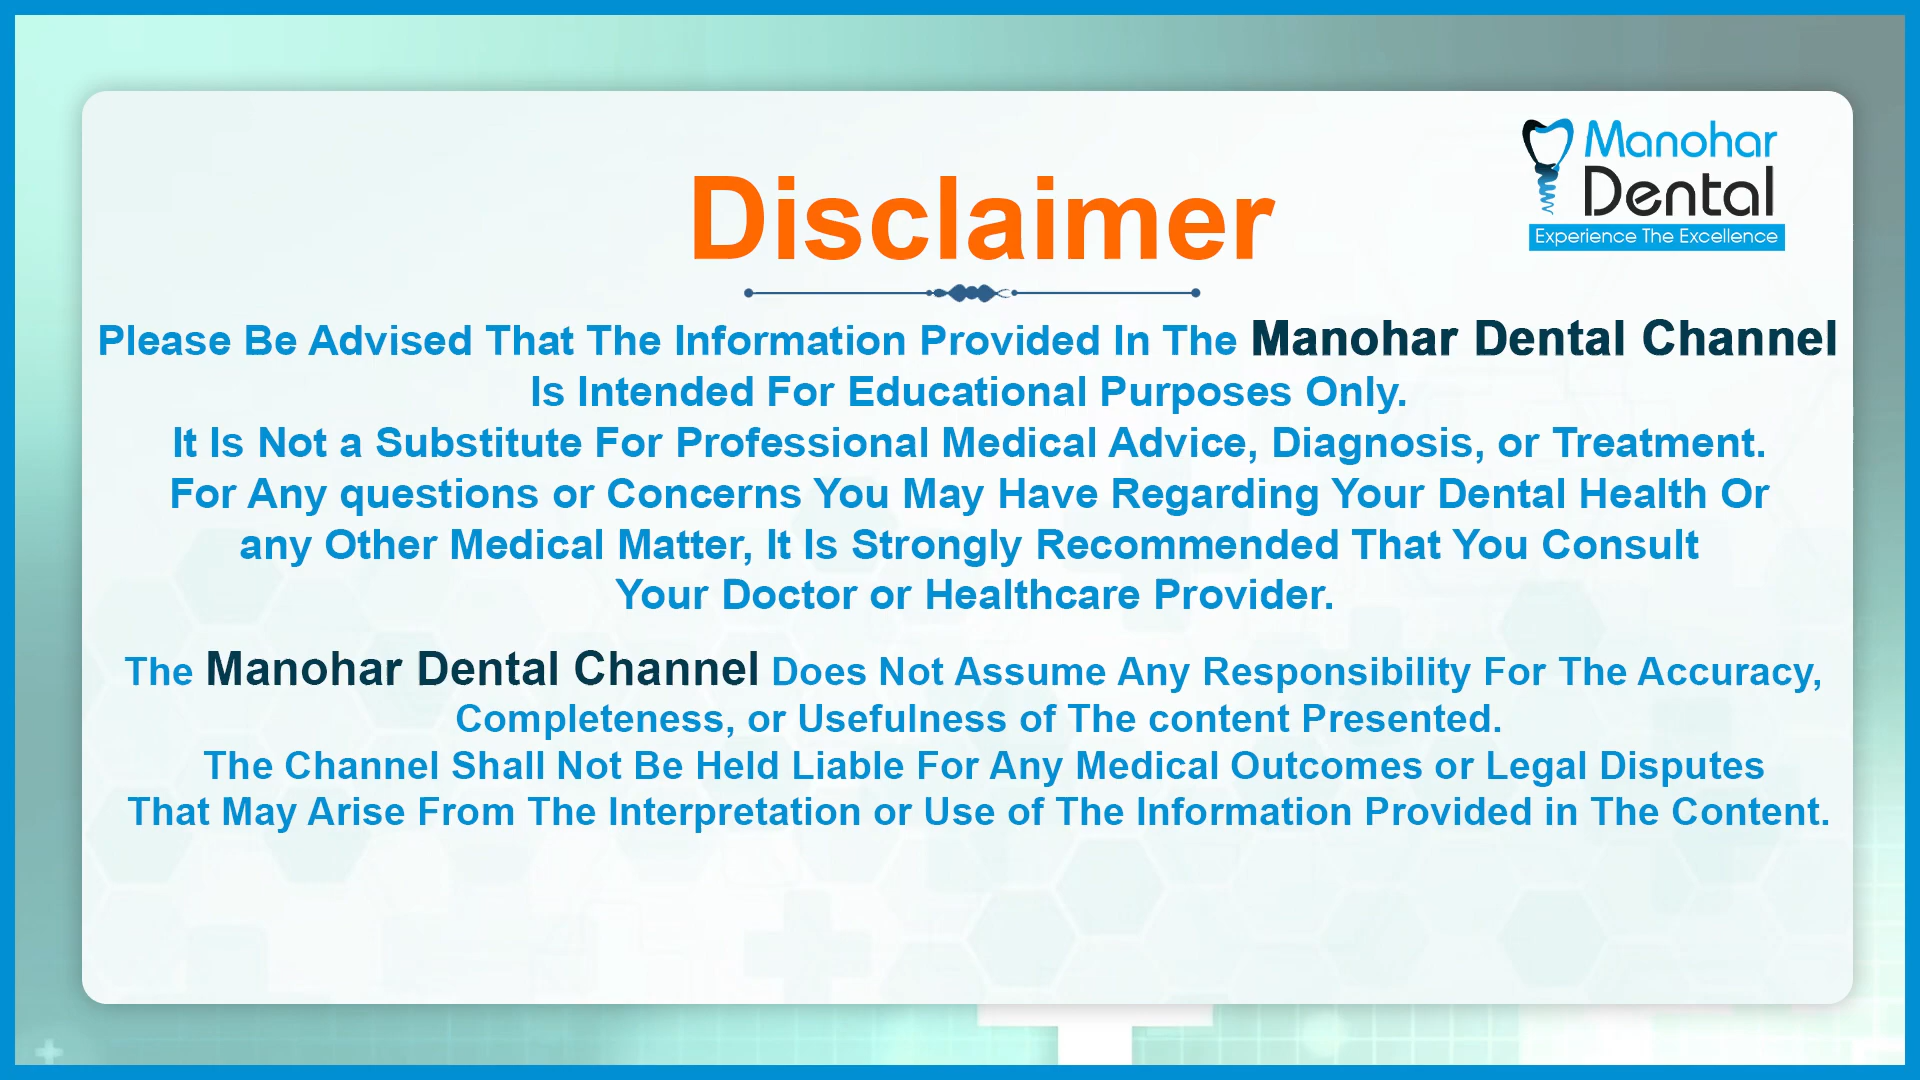 Manohar
Dental
Experience The Excellence
Disclaimer
Please Be Advised That The Information Provided In The Manohar Dental Channel
Is Intended For Educational Purposes Only.
It Is Not a Substitute For Professional Medical Advice, Diagnosis, or Treatment.
For Any questions or Concerns You May Have Regarding Your Dental Health Or
any Other Medical Matter, It Is Strongly Recommended That You Consult
Your Doctor or Healthcare Provider.
The Manohar Dental Channel Does Not Assume Any Responsibility For The Accuracy,
Completeness, or Usefulness of The content Presented.
The Channel Shall Not Be Held Liable For Any Medical Outcomes or Legal Disputes
That May Arise From The Interpretation or Use of The Information Provided in The Content.